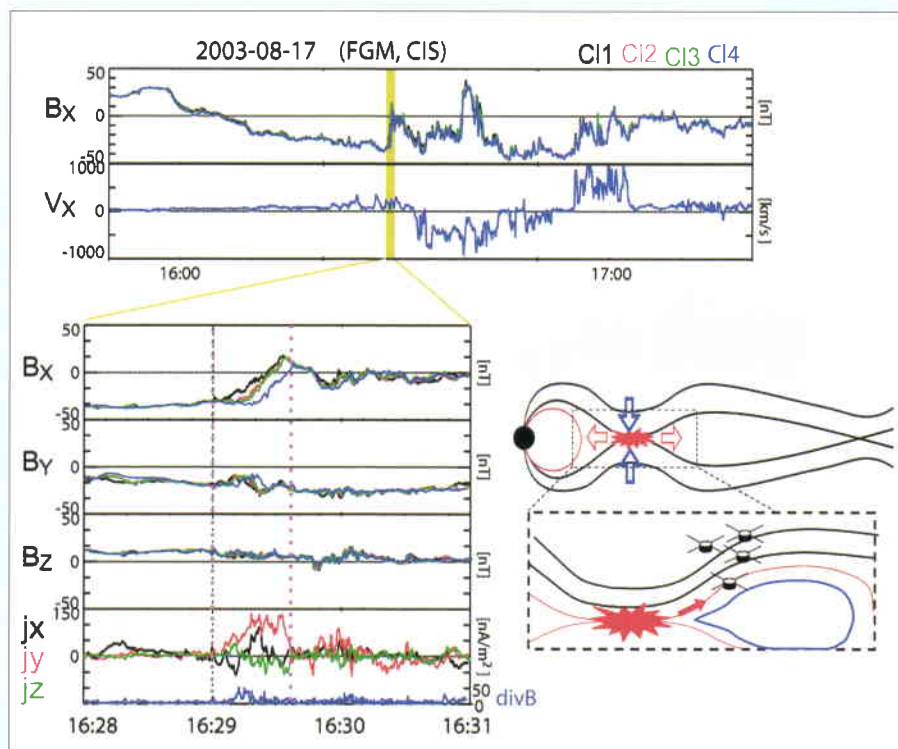 2003-08-17 (FGM, CIS) Cl1 Cl2 Cl3 Cl4
50
BX 0 [nT]
-50
1000
VX 0 [km/s]
-1000
16:00 17:00
50
BX 0 [nT]
-50
BY 0 [nT]
-50
50
BZ 0 [nT]
-50
150
jx [nA/m²]
jy 0
jz 50
0 divB
16:28 16:29 16:30 16:31